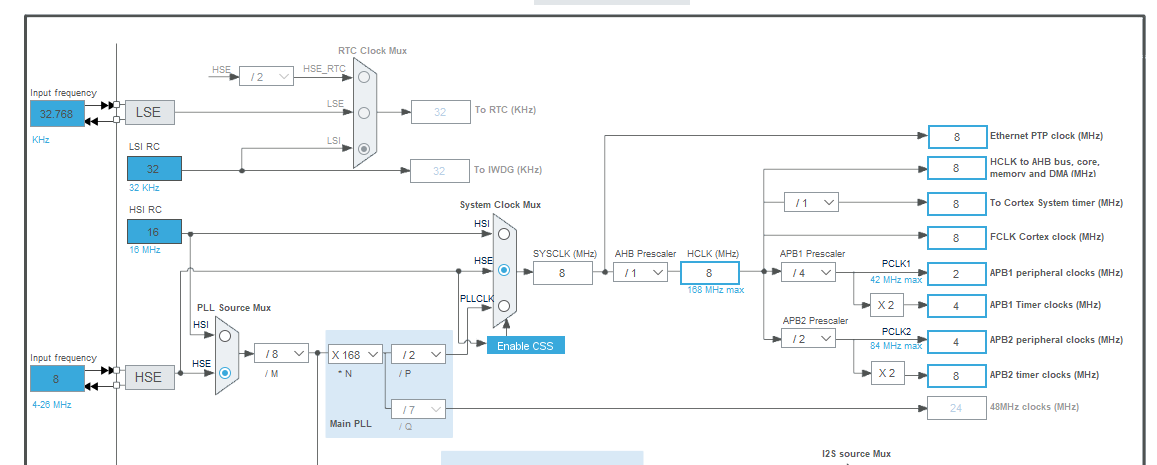 RTC Clock Mux
HSE
/ 2
HSE_RTC
Input frequency
32.768
KHz
LSE
LSE
32
To RTC (KHz)
LSI
LSI RC
32
32 KHz
32
To IWDG (KHz)
HSI RC
16
16 MHz
System Clock Mux
HSI
HSE
PLLCLK
Enable CSS
SYSCLK (MHz)
8
AHB Prescaler
/ 1
HCLK (MHz)
8
168 MHz max
8
Ethernet PTP clock (MHz)
8
HCLK to AHB bus, core,
memory and DMA (MHz)
/ 1
8
To Cortex System timer (MHz)
8
FCLK Cortex clock (MHz)
APB1 Prescaler
/ 4
PCLK1
42 MHz max
2
APB1 peripheral clocks (MHz)
X 2
4
APB1 Timer clocks (MHz)
APB2 Prescaler
/ 2
PCLK2
84 MHz max
4
APB2 peripheral clocks (MHz)
X 2
8
APB2 timer clocks (MHz)
24
48MHz clocks (MHz)
PLL Source Mux
HSI
HSE
Input frequency
8
4-26 MHz
HSE
/ 8
/ M
X 168
* N
/ 2
/ P
/ 7
/ Q
Main PLL
I2S source Mux